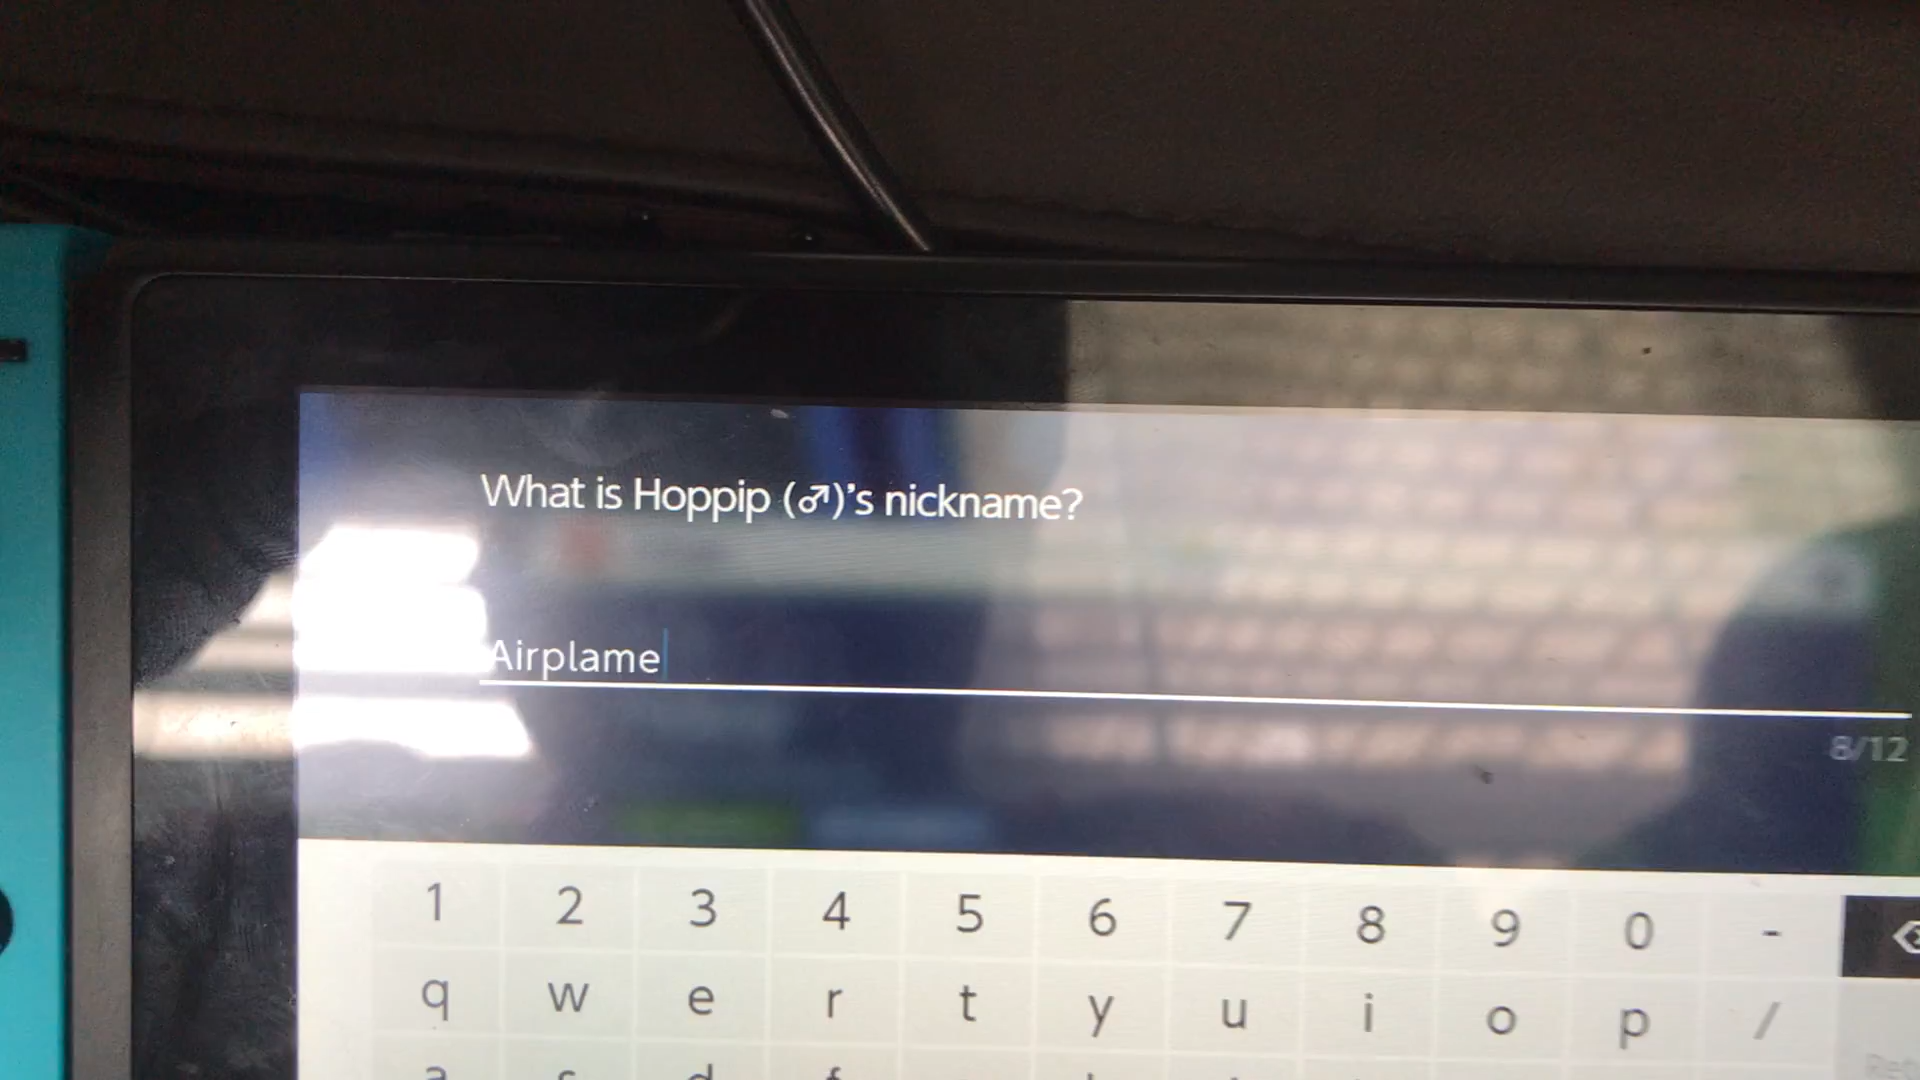 What is Hoppip (♂)'s nickname?
Airplame
8/12
1 2 3 4 5 6 7 8 9 0 -
q w e r t y u i o p /